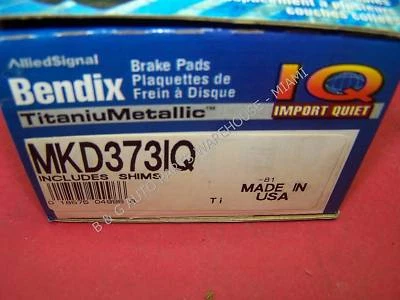 AlliedSignal
Bendix
Brake Pads
Plaquettes de
Frein à Disque
IQ
IMPORT QUIET
TitaniuMetallic™
MKD373IQ
INCLUDES SHIMS
-81
MADE IN
USA
Ti
B & G AUTO PARTS WAREHOUSE - MIAMI